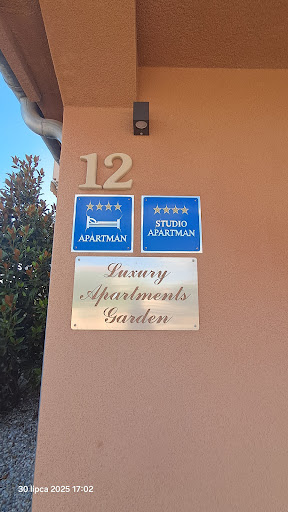 12
APARTMAN
STUDIO
APARTMAN
Luxury
Apartments
Garden
30 lipca 2025 17:02